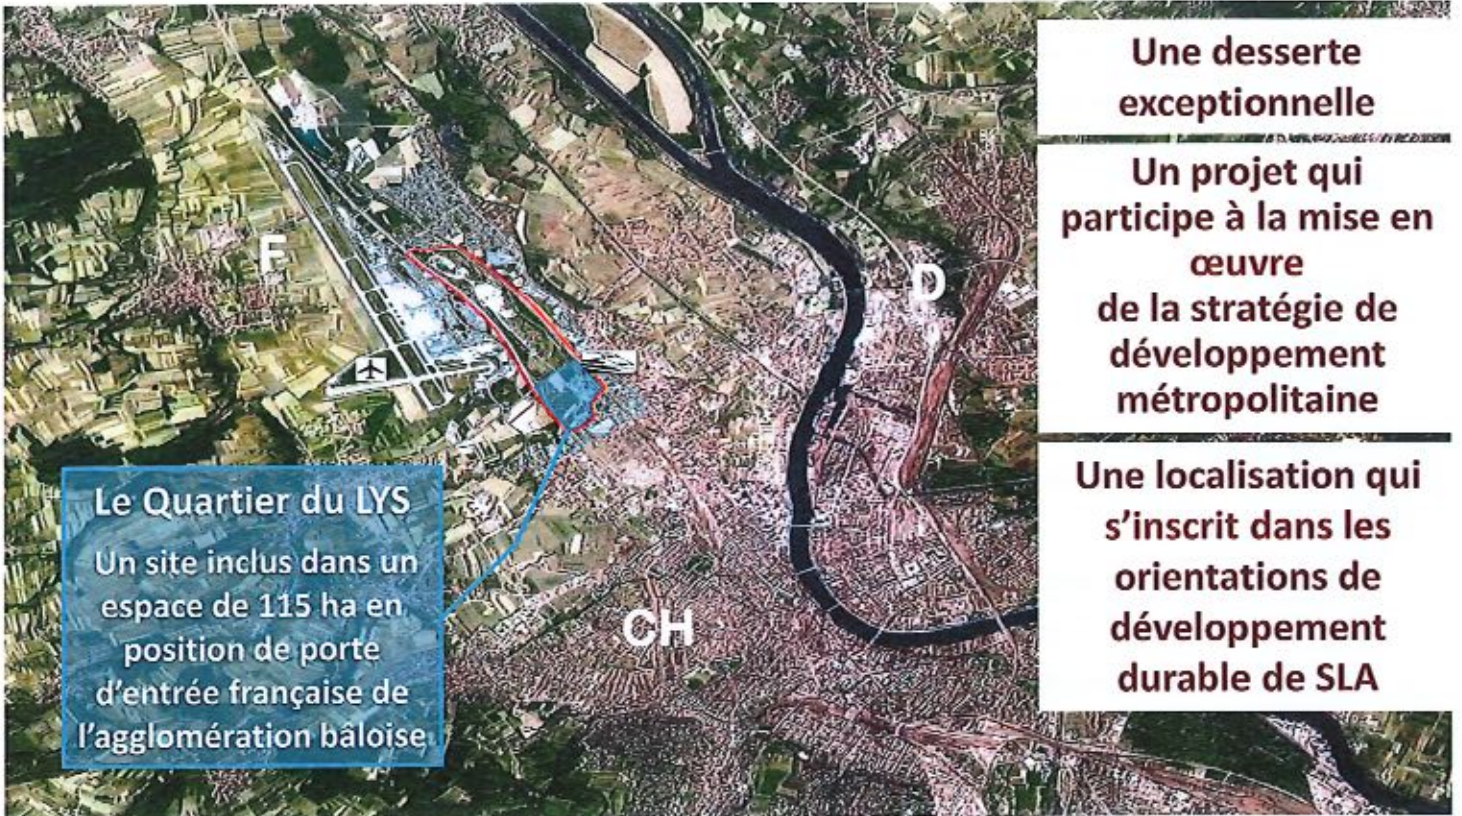 Une desserte
exceptionnelle
Un projet qui
participe à la mise en
œuvre
de la stratégie de
développement
métropolitaine
Une localisation qui
s'inscrit dans les
orientations de
développement
durable de SLA
F
D
CH
Le Quartier du LYS
Un site inclus dans un
espace de 115 ha en
position de porte
d'entrée française de
l'agglomération bâloise